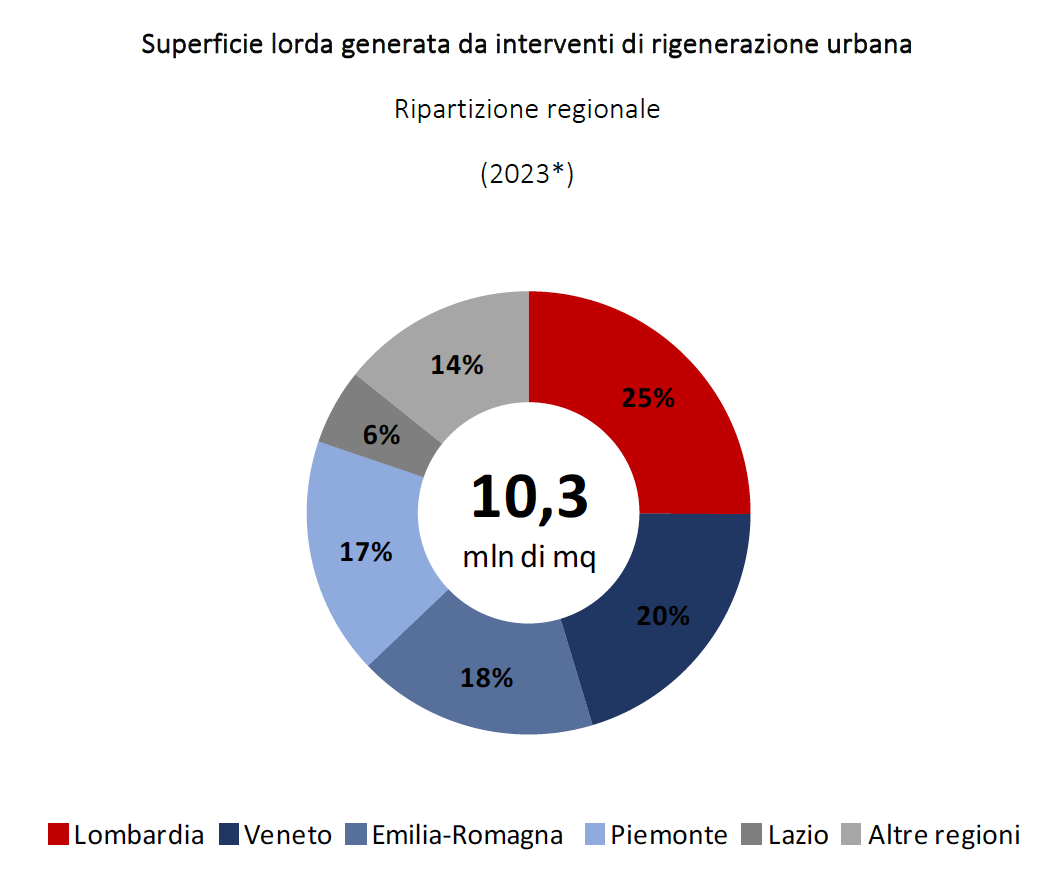 Superficie lorda generata da interventi di rigenerazione urbana
Ripartizione regionale
(2023*)
14%
25%
6%
10,3
mln di mq
17%
20%
18%
Lombardia Veneto Emilia-Romagna Piemonte Lazio Altre regioni